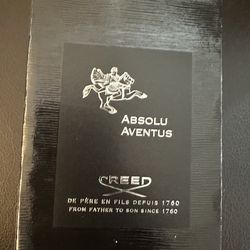 ABSOLU
AVENTUS
CREED
DE PÈRE EN FILS DEPUIS 1760
FROM FATHER TO SON SINCE 1760